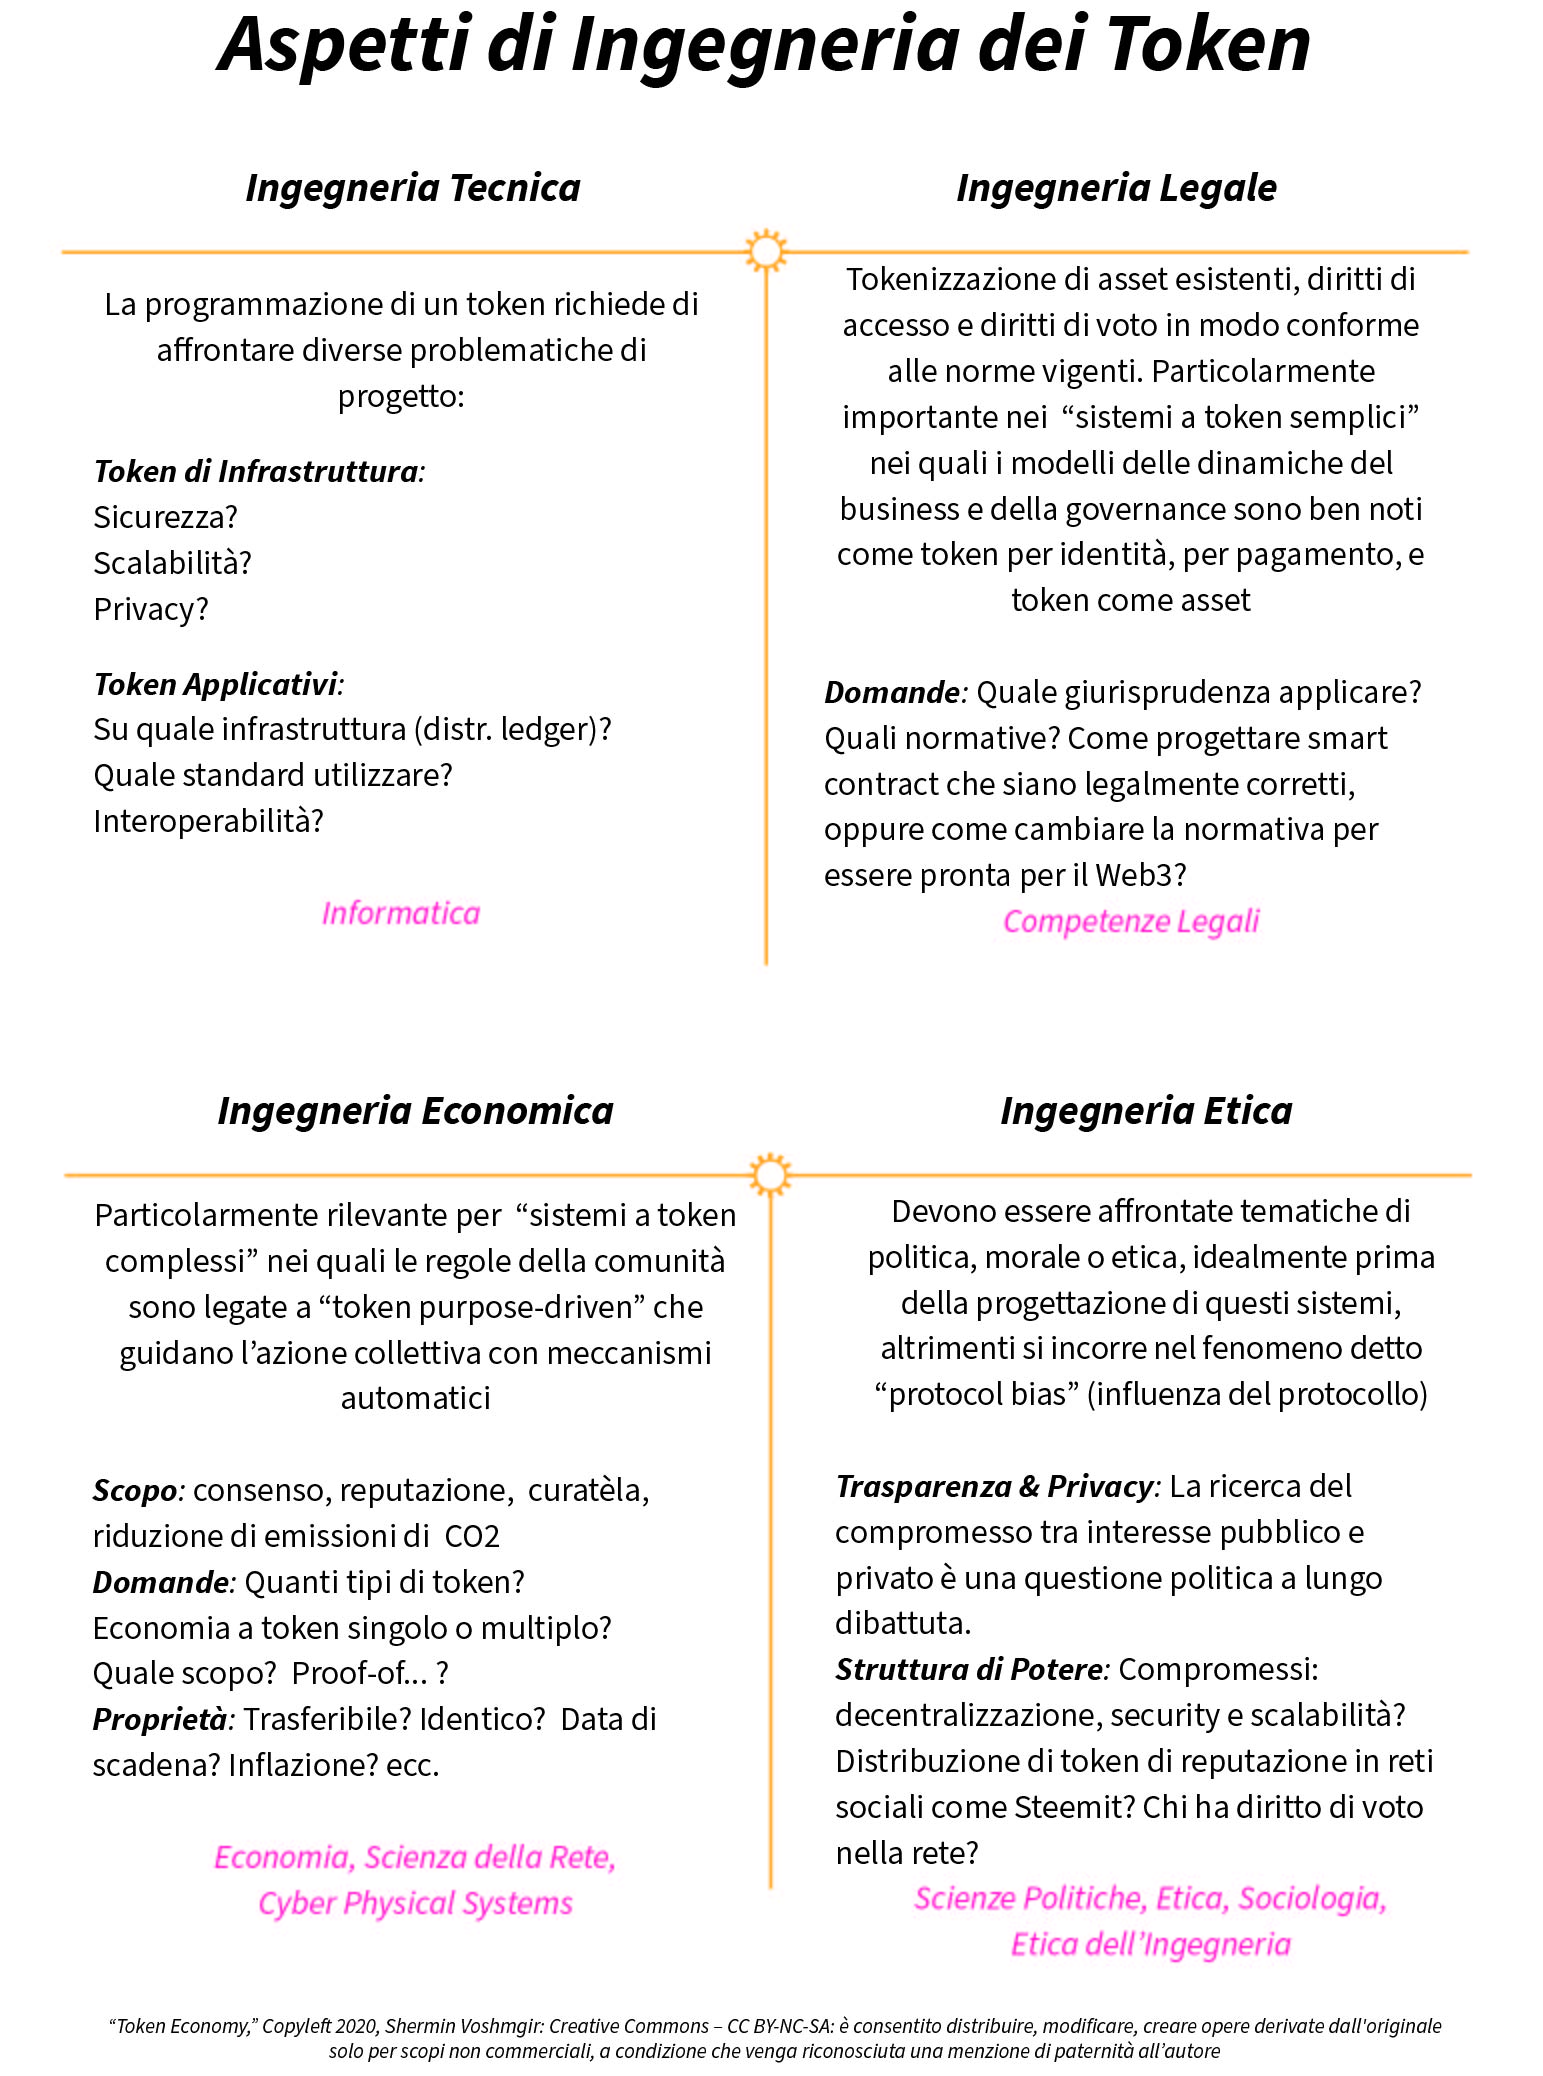 Aspetti di Ingegneria dei Token
Ingegneria Tecnica
La programmazione di un token richiede di
affrontare diverse problematiche di
progetto:
Token di Infrastruttura:
Sicurezza?
Scalabilità?
Privacy?
Token Applicativi:
Su quale infrastruttura (distr. ledger)?
Quale standard utilizzare?
Interoperabilità?
Informatica
Ingegneria Legale
Tokenizzazione di asset esistenti, diritti di
accesso e diritti di voto in modo conforme
alle norme vigenti. Particolarmente
importante nei “sistemi a token semplici”
nei quali i modelli delle dinamiche del
business e della governance sono ben noti
come token per identità, per pagamento, e
token come asset
Domande: Quale giurisprudenza applicare?
Quali normative? Come progettare smart
contract che siano legalmente corretti,
oppure come cambiare la normativa per
essere pronta per il Web3?
Competenze Legali
Ingegneria Economica
Particolarmente rilevante per “sistemi a token
complessi” nei quali le regole della comunità
sono legate a “token purpose-driven” che
guidano l’azione collettiva con meccanismi
automatici
Scopo: consenso, reputazione, curatèla,
riduzione di emissioni di CO2
Domande: Quanti tipi di token?
Economia a token singolo o multiplo?
Quale scopo? Proof-of... ?
Proprietà: Trasferibile? Identico? Data di
scadena? Inflazione? ecc.
Economia, Scienza della Rete,
Cyber Physical Systems
Ingegneria Etica
Devono essere affrontate tematiche di
politica, morale o etica, idealmente prima
della progettazione di questi sistemi,
altrimenti si incorre nel fenomeno detto
“protocol bias” (influenza del protocollo)
Trasparenza & Privacy: La ricerca del
compromesso tra interesse pubblico e
privato è una questione politica a lungo
dibattuta.
Struttura di Potere: Compromessi:
decentralizzazione, security e scalabilità?
Distribuzione di token di reputazione in reti
sociali come Steemit? Chi ha diritto di voto
nella rete?
Scienze Politiche, Etica, Sociologia,
Etica dell’Ingegneria
“Token Economy,” Copyleft 2020, Shermin Voshmgir: Creative Commons – CC BY-NC-SA: è consentito distribuire, modificare, creare opere derivate dall'originale
solo per scopi non commerciali, a condizione che venga riconosciuta una menzione di paternità all’autore